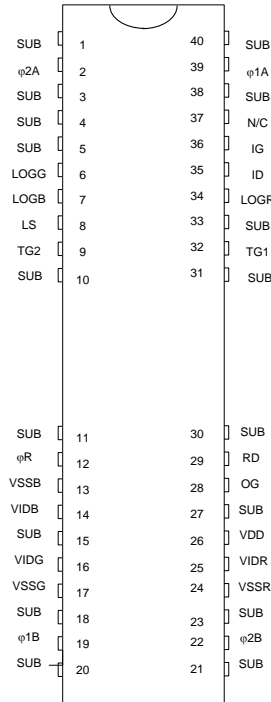 SUB 1 40 SUB
φ2A 2 39 φ1A
SUB 3 38 SUB
SUB 4 37 N/C
SUB 5 36 IG
LOGG 6 35 ID
LOGB 7 34 LOGR
LS 8 33 SUB
TG2 9 32 TG1
SUB 10 31 SUB
SUB 11 30 SUB
φR 12 29 RD
VSSB 13 28 OG
VIDB 14 27 SUB
SUB 15 26 VDD
VIDG 16 25 VIDR
VSSG 17 24 VSSR
SUB 18 23 SUB
φ1B 19 22 φ2B
SUB 20 21 SUB